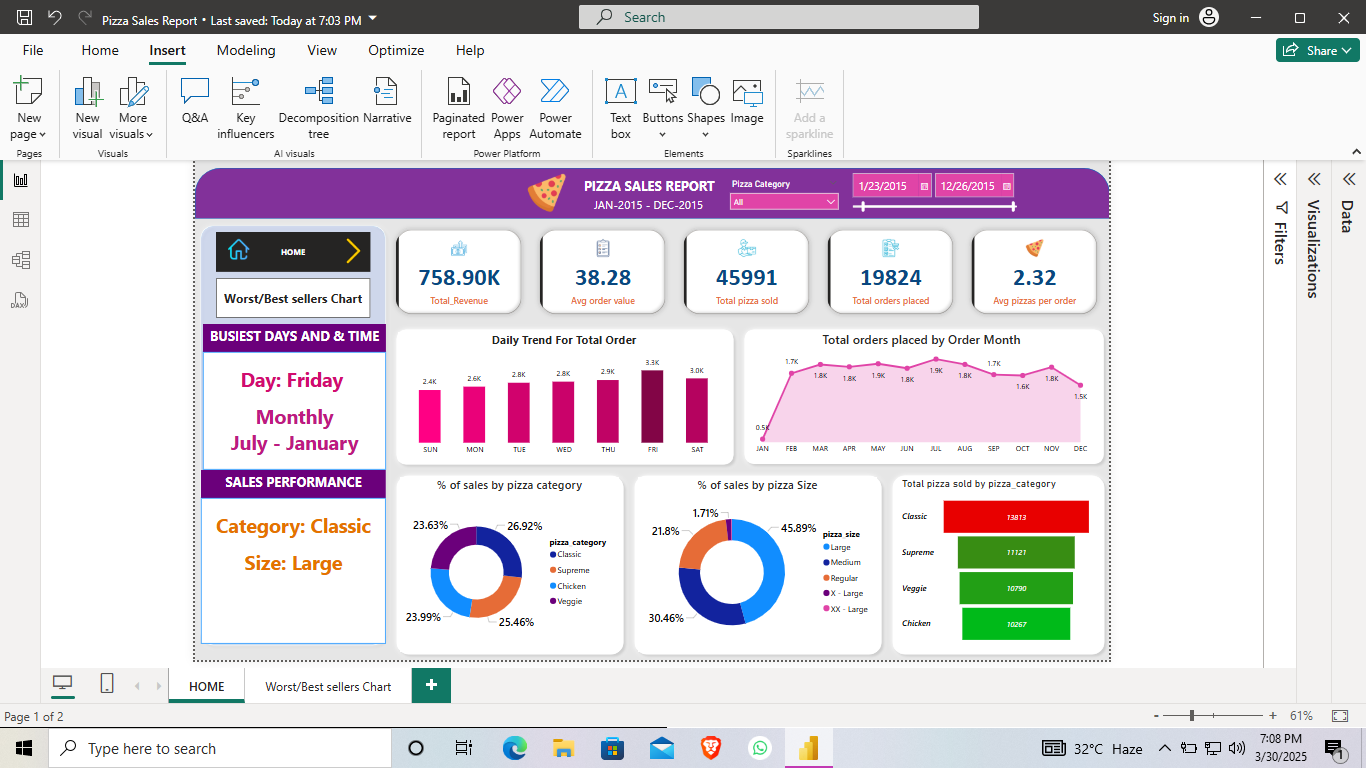 Pizza Sales Report • Last saved: Today at 7:03 PM
Search
Sign in
File Home Insert Modeling View Optimize Help
Share
New page
New visual
More visuals
Q&A
Key influencers
Decomposition tree
Narrative
Paginated report
Power Apps
Power Automate
Text box
Buttons
Shapes
Image
Add a sparkline
Pages Visuals AI visuals Power Platform Elements Sparklines
PIZZA SALES REPORT
JAN-2015 - DEC-2015
Pizza Category
All
1/23/2015 12/26/2015
Filters
Visualizations
Data
HOME
Worst/Best sellers Chart
758.90K
Total_Revenue
38.28
Avg order value
45991
Total pizza sold
19824
Total orders placed
2.32
Avg pizzas per order
BUSIEST DAYS AND & TIME
Day: Friday
Monthly
July - January
SALES PERFORMANCE
Category: Classic
Size: Large
Daily Trend For Total Order
2.4K 2.6K 2.8K 2.8K 2.9K 3.3K 3.0K
SUN MON TUE WED THU FRI SAT
Total orders placed by Order Month
0.5K 1.7K 1.8K 1.8K 1.9K 1.8K 1.9K 1.8K 1.7K 1.6K 1.8K 1.5K
JAN FEB MAR APR MAY JUN JUL AUG SEP OCT NOV DEC
% of sales by pizza category
23.63%
26.92%
23.99%
25.46%
pizza_category
Classic
Supreme
Chicken
Veggie
% of sales by pizza Size
1.71%
21.8%
45.89%
30.46%
pizza_size
Large
Medium
Regular
X - Large
XX - Large
Total pizza sold by pizza_category
Classic 13813
Supreme 11121
Veggie 10790
Chicken 10267
HOME
Worst/Best sellers Chart
+
Page 1 of 2
- + 61%
Type here to search
32°C Haze
7:08 PM
3/30/2025
1
DAX